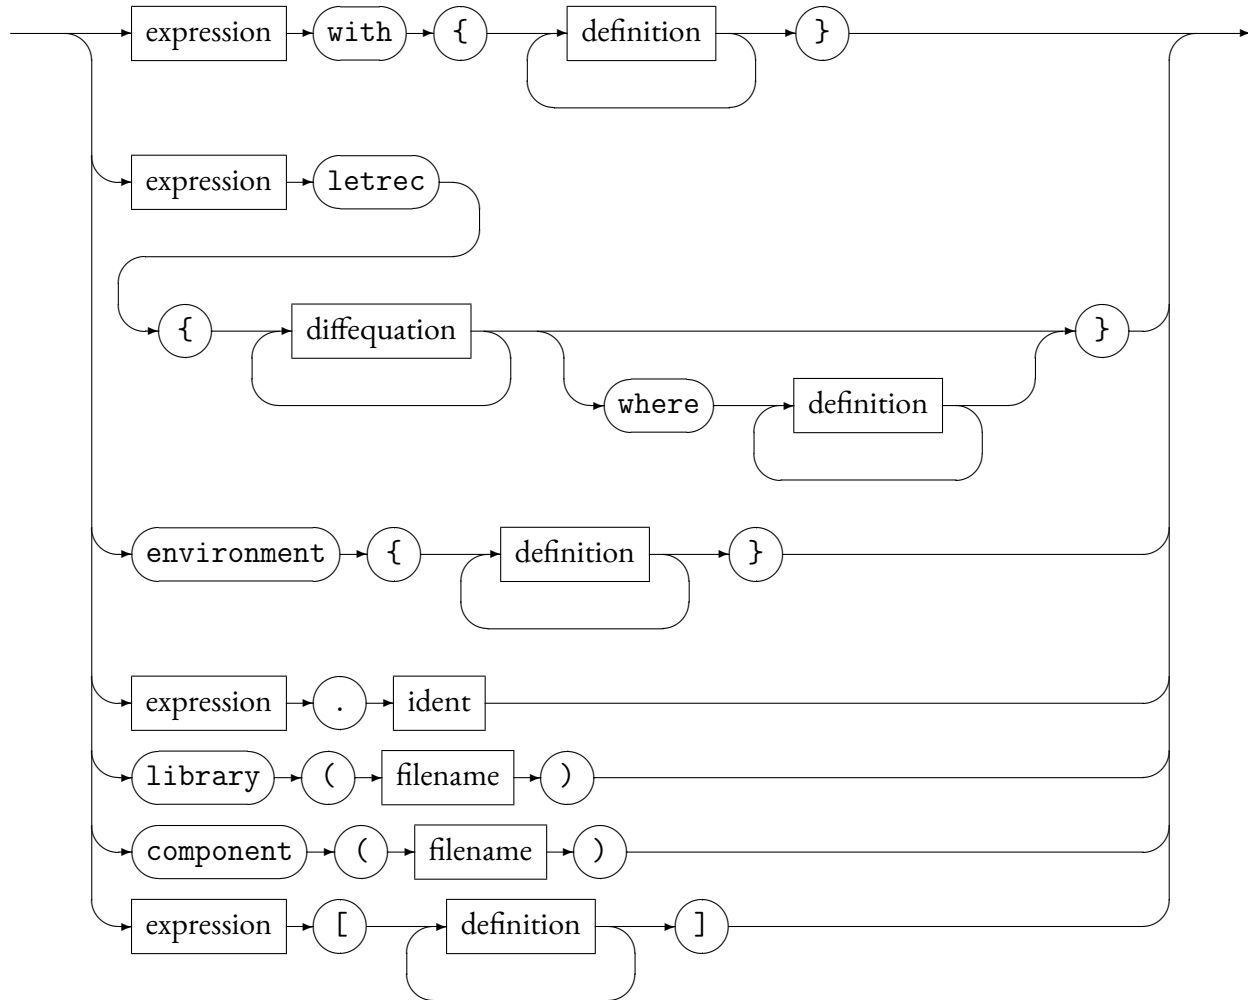 expression with { definition }
expression letrec
{ diffequation }
where definition
environment { definition }
expression . ident
library ( filename )
component ( filename )
expression [ definition ]